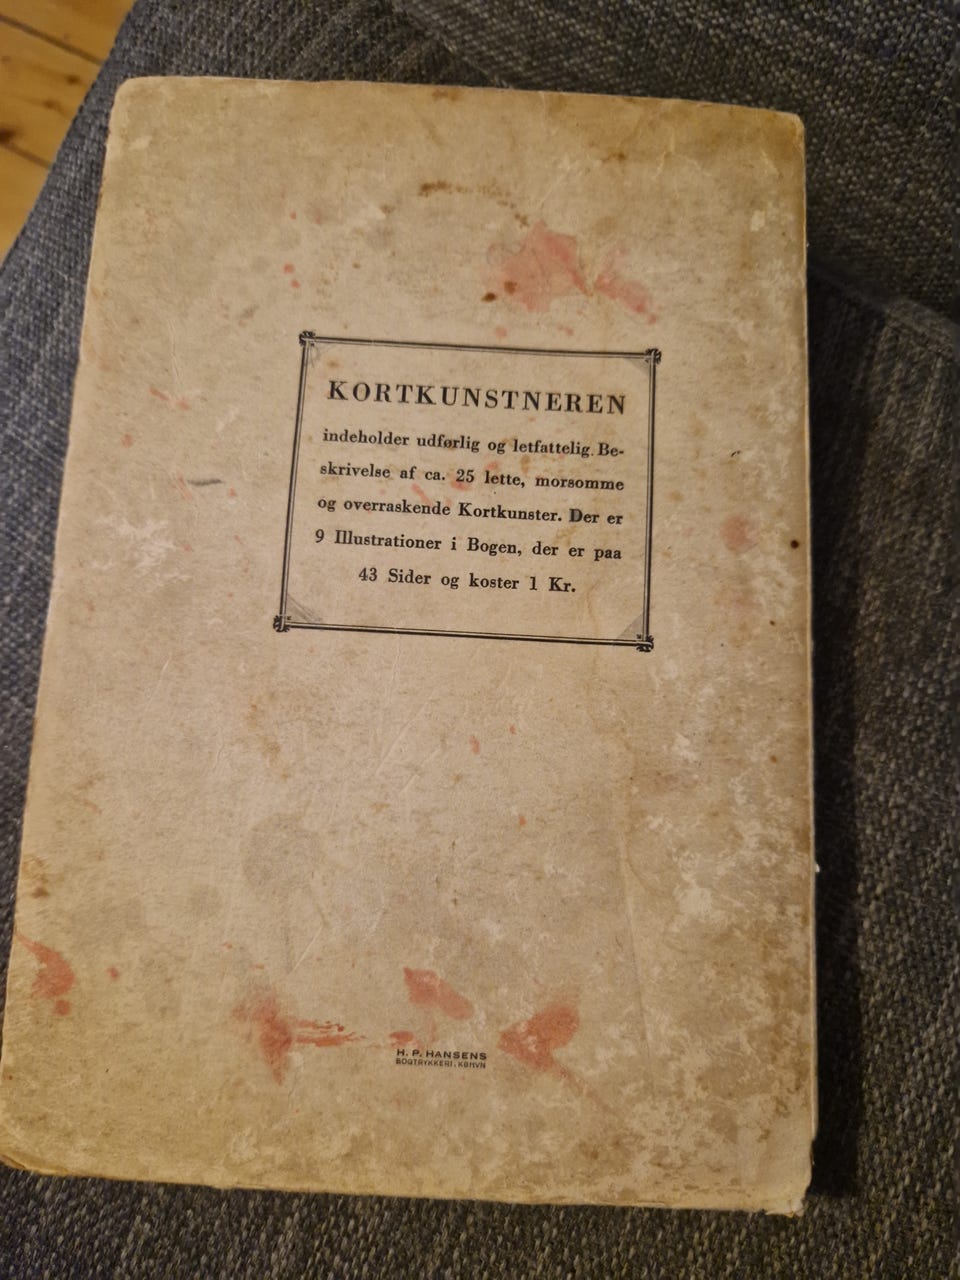 KORTKUNSTNEREN
indeholder udførlig og letfattelig Be-
skrivelse af ca. 25 lette, morsomme
og overraskende Kortkunster. Der er
9 Illustrationer i Bogen, der er paa
43 Sider og koster 1 Kr.
H. P. HANSENS
BOGTRYKKERI, KBHVN